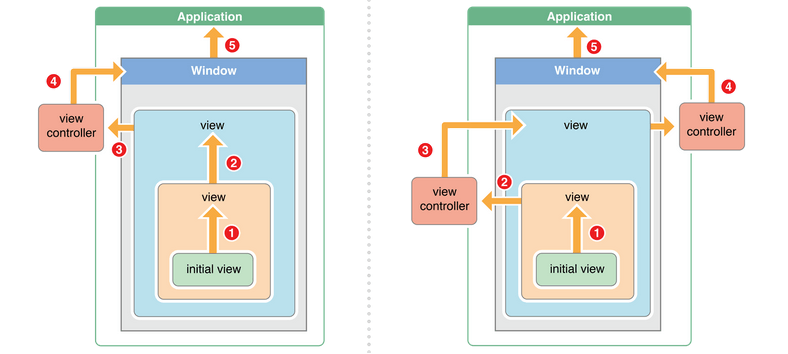 Application
5
Window
4
view
controller
view
3
2
view
1
initial view
Application
5
Window
4
view
controller
view
3
2
view
controller
view
1
initial view